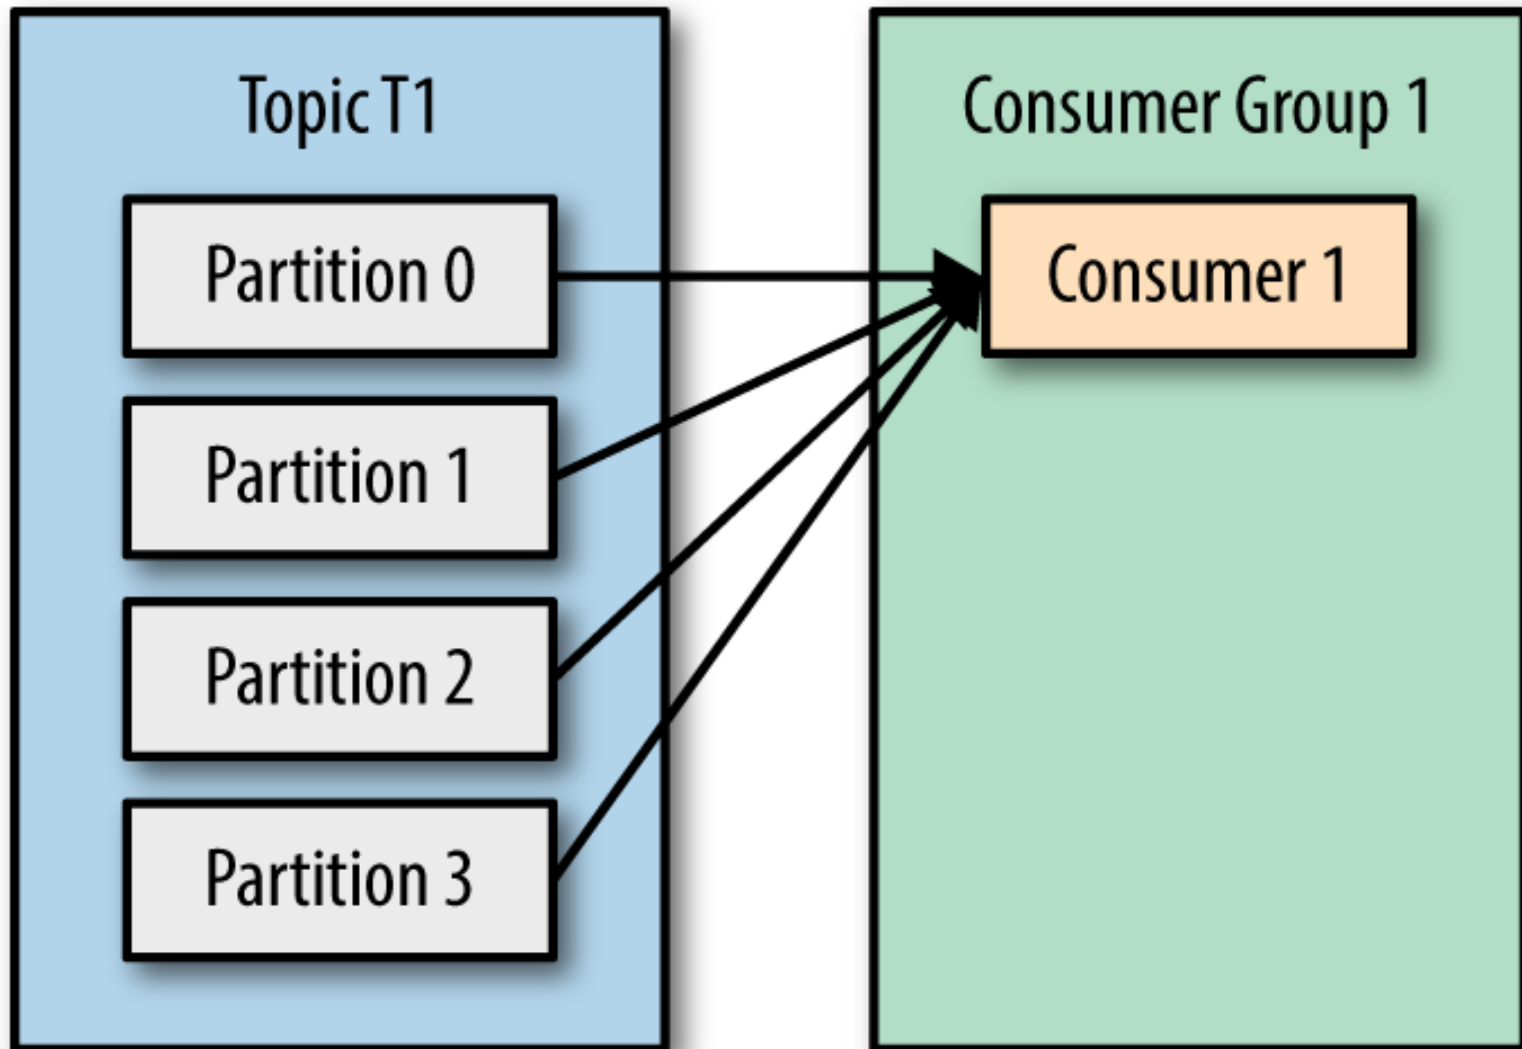 Topic T1
Partition 0
Partition 1
Partition 2
Partition 3
Consumer Group 1
Consumer 1